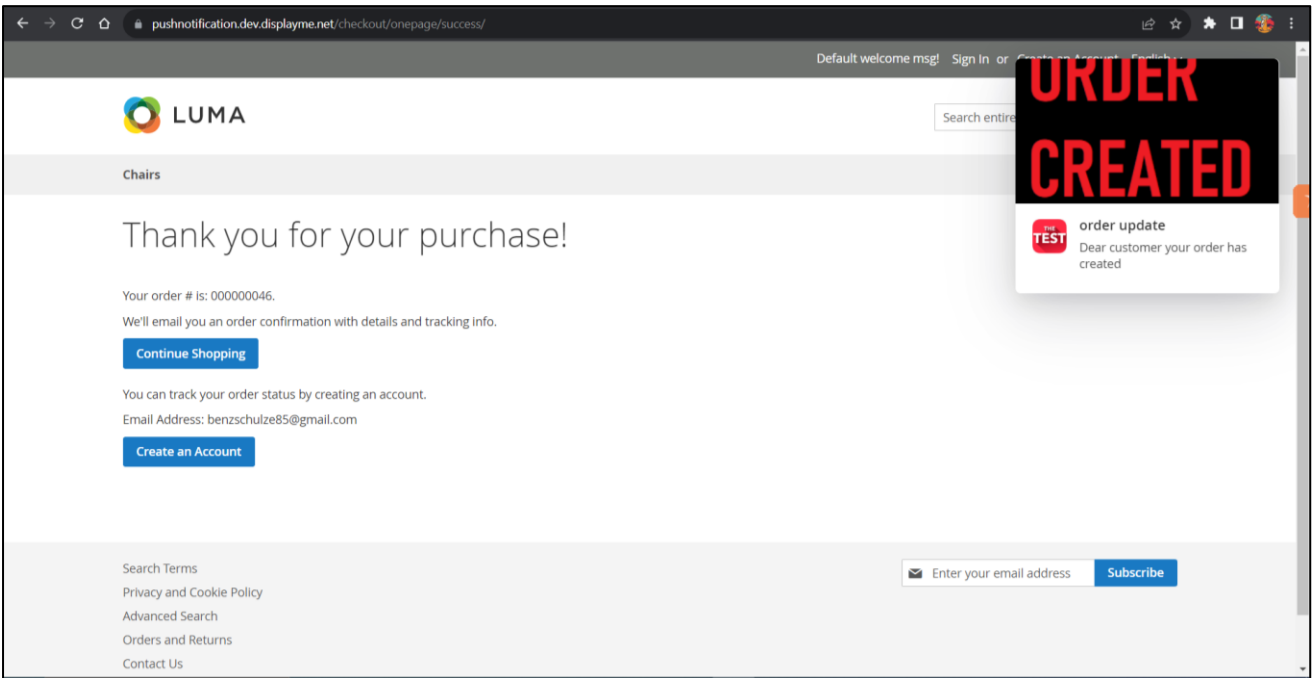 pushnotification.dev.displayme.net/checkout/onepage/success/
Default welcome msg! Sign In or Create an Account English
LUMA
Search entire
Chairs
ORDER
CREATED
THE
TEST
order update
Dear customer your order has
created
Thank you for your purchase!
Your order # is: 000000046.
We'll email you an order confirmation with details and tracking info.
Continue Shopping
You can track your order status by creating an account.
Email Address: benzschulze85@gmail.com
Create an Account
Search Terms
Privacy and Cookie Policy
Advanced Search
Orders and Returns
Contact Us
Enter your email address Subscribe